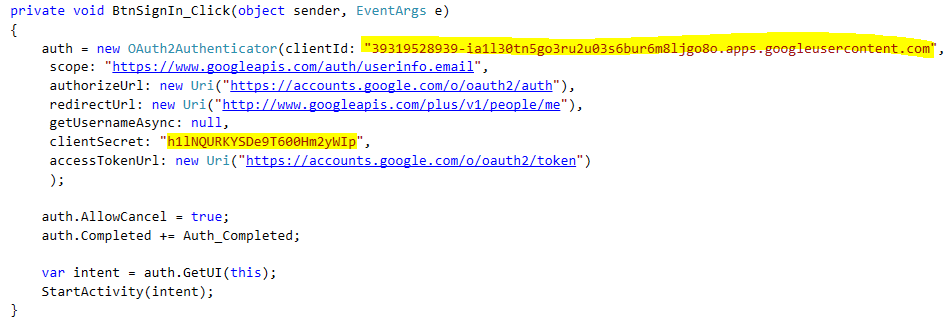 private void BtnSignIn_Click(object sender, EventArgs e)
{
auth = new OAuth2Authenticator(clientId: "39319528939-ia1l30tn5go3ru2u03s6bur6m8ljgo8o.apps.googleusercontent.com",
scope: "https://www.googleapis.com/auth/userinfo.email",
authorizeUrl: new Uri("https://accounts.google.com/o/oauth2/auth"),
redirectUrl: new Uri("http://www.googleapis.com/plus/v1/people/me"),
getUsernameAsync: null,
clientSecret: "h1lNQURKYSDe9T600Hm2yWIp",
accessTokenUrl: new Uri("https://accounts.google.com/o/oauth2/token")
);
auth.AllowCancel = true;
auth.Completed += Auth_Completed;
var intent = auth.GetUI(this);
StartActivity(intent);
}